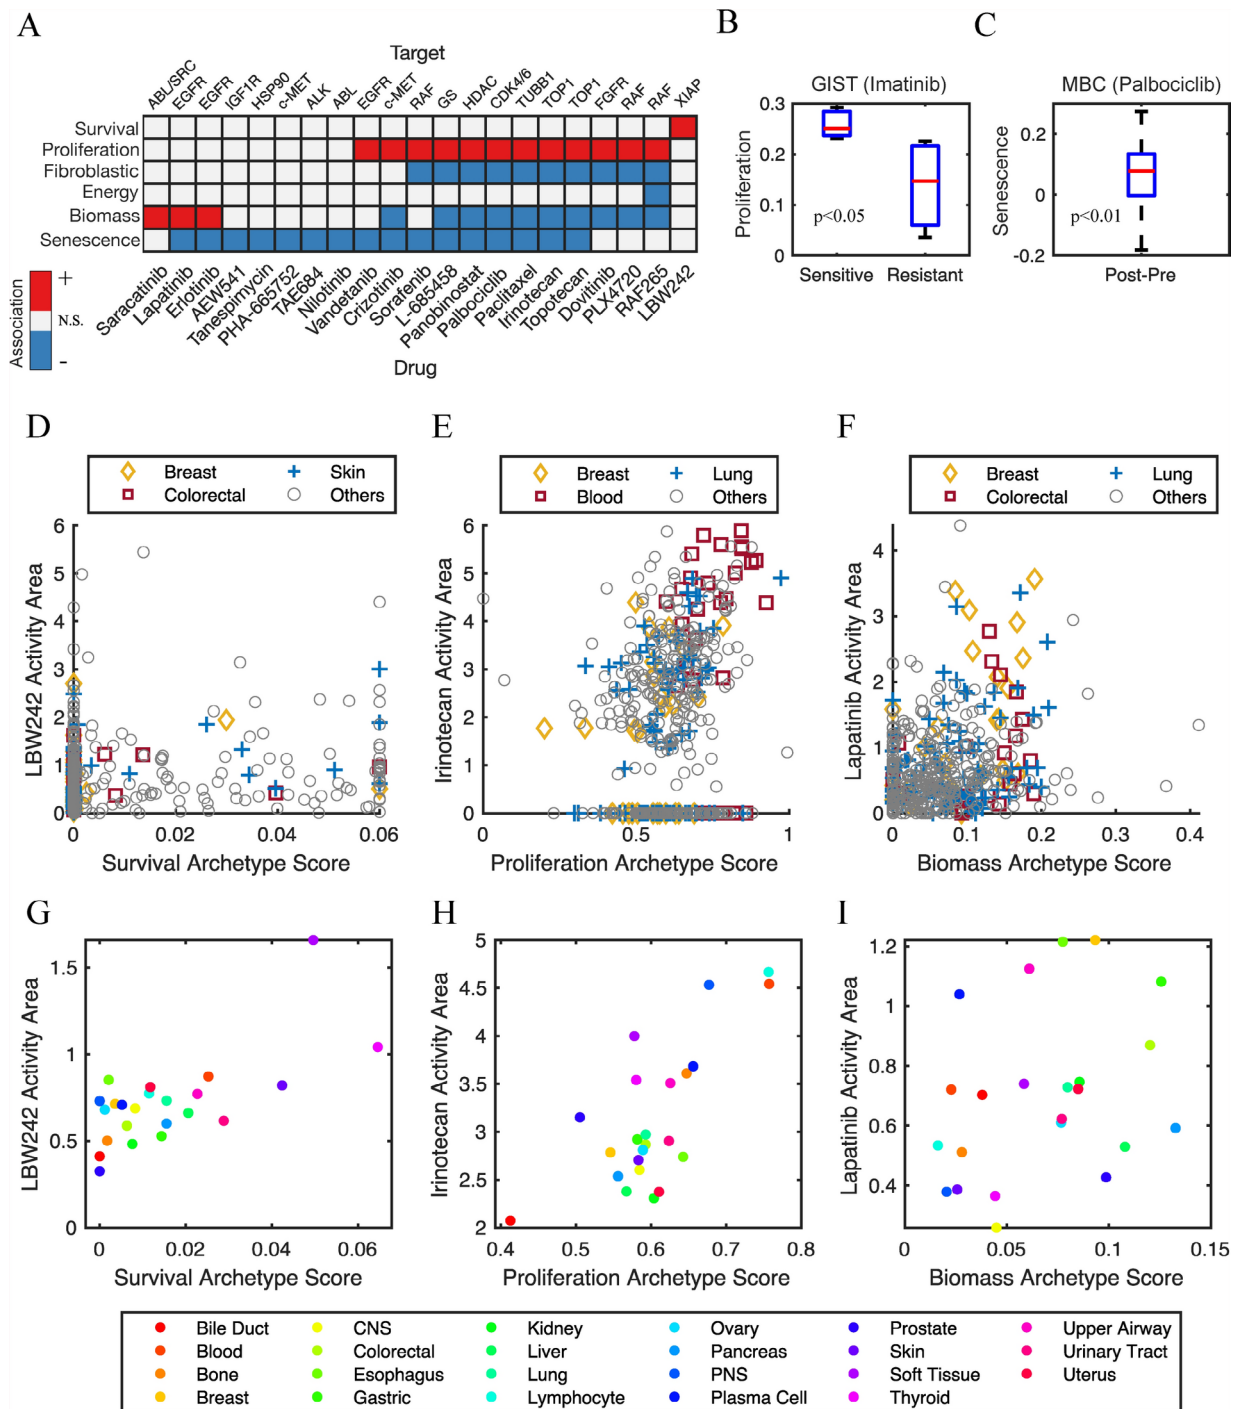 A
Target
ABL/SRC
EGFR
EGFR
IGF1R
HSP90
c-MET
ALK
ABL
EGFR
c-MET
RAF
GS
HDAC
CDK4/6
TUBB1
TOP1
TOP1
FGFR
RAF
RAF
XIAP
Survival
Proliferation
Fibroblastic
Energy
Biomass
Senescence
Association
+
N.S.
-
Saracatinib
Lapatinib
Erlotinib
AEW541
Tanespimycin
PHA-665752
TAE684
Nilotinib
Vandetanib
Crizotinib
Sorafenib
L-685458
Panobinostat
Palbociclib
Paclitaxel
Irinotecan
Topotecan
Dovitinib
PLX4720
RAF265
LBW242
Drug
B
GIST (Imatinib)
Proliferation
0.3
0.2
0.1
0
p<0.05
Sensitive Resistant
C
MBC (Palbociclib)
Senescence
0.2
0
-0.2
p<0.01
Post-Pre
D
Breast Skin
Colorectal Others
LBW242 Activity Area
6
5
4
3
2
1
0
0 0.02 0.04 0.06
Survival Archetype Score
E
Breast Lung
Blood Others
Irinotecan Activity Area
6
5
4
3
2
1
0
0 0.5 1
Proliferation Archetype Score
F
Breast Lung
Colorectal Others
Lapatinib Activity Area
4
3
2
1
0
0 0.1 0.2 0.3 0.4
Biomass Archetype Score
G
LBW242 Activity Area
1.5
1
0.5
0
0 0.02 0.04 0.06
Survival Archetype Score
H
Irinotecan Activity Area
5
4.5
4
3.5
3
2.5
2
0.4 0.5 0.6 0.7 0.8
Proliferation Archetype Score
I
Lapatinib Activity Area
1.2
1
0.8
0.6
0.4
0 0.05 0.1 0.15
Biomass Archetype Score
Bile Duct CNS Kidney Ovary Prostate Upper Airway
Blood Colorectal Liver Pancreas Skin Urinary Tract
Bone Esophagus Lung PNS Soft Tissue Uterus
Breast Gastric Lymphocyte Plasma Cell Thyroid